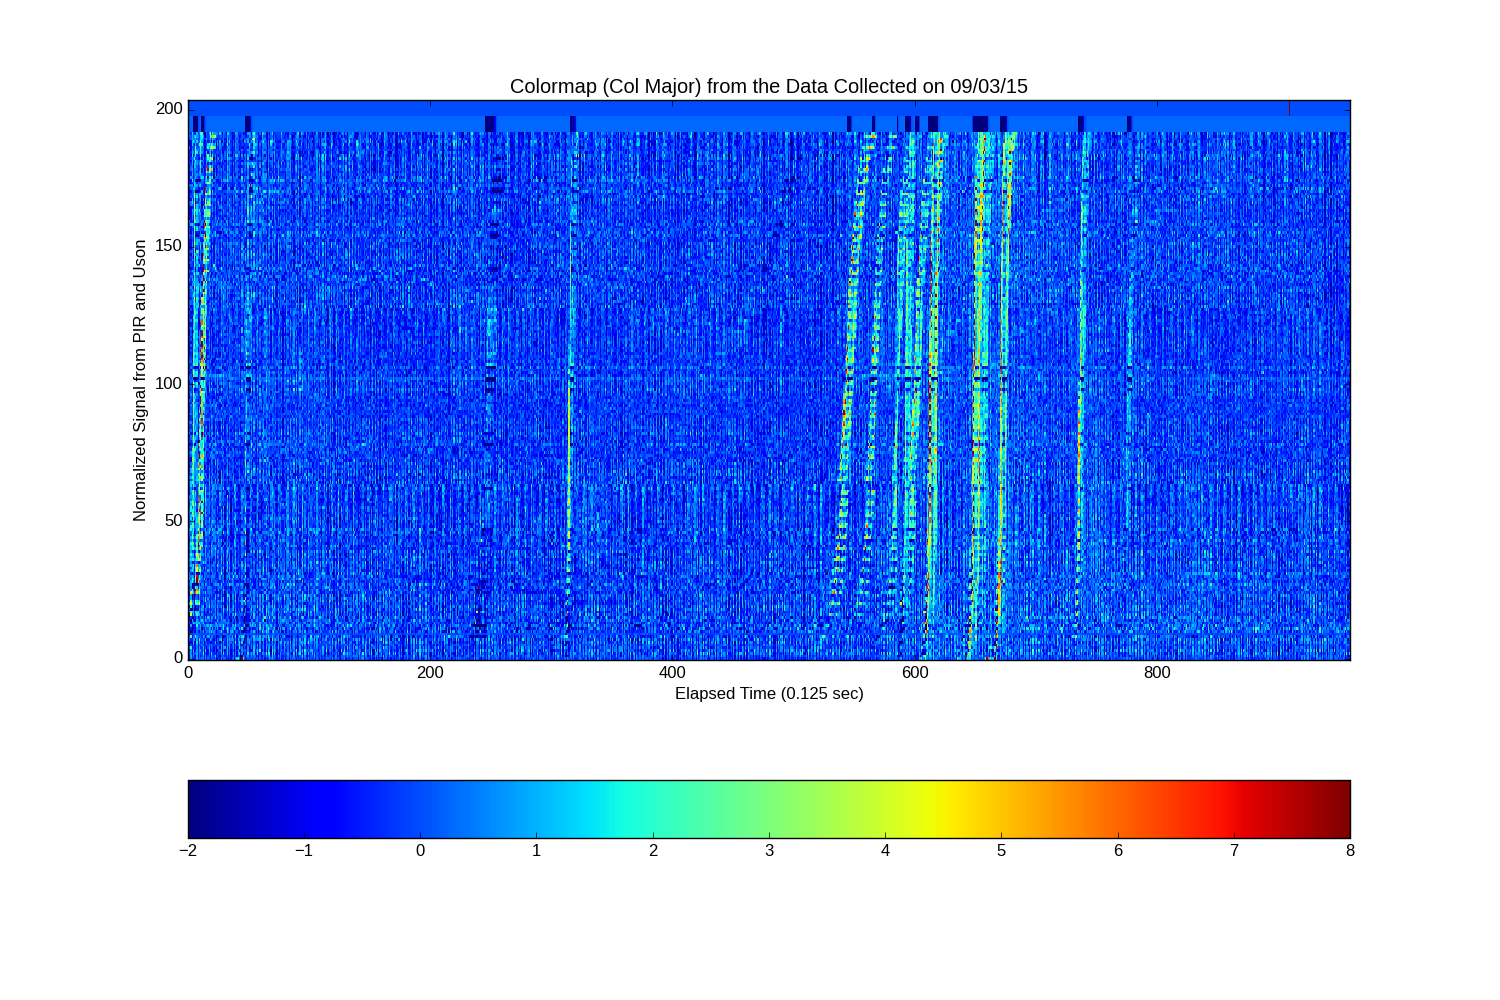 Colormap (Col Major) from the Data Collected on 09/03/15
200
150
100
50
0
Normalized Signal from PIR and Uson
0 200 400 600 800
Elapsed Time (0.125 sec)
−2 −1 0 1 2 3 4 5 6 7 8